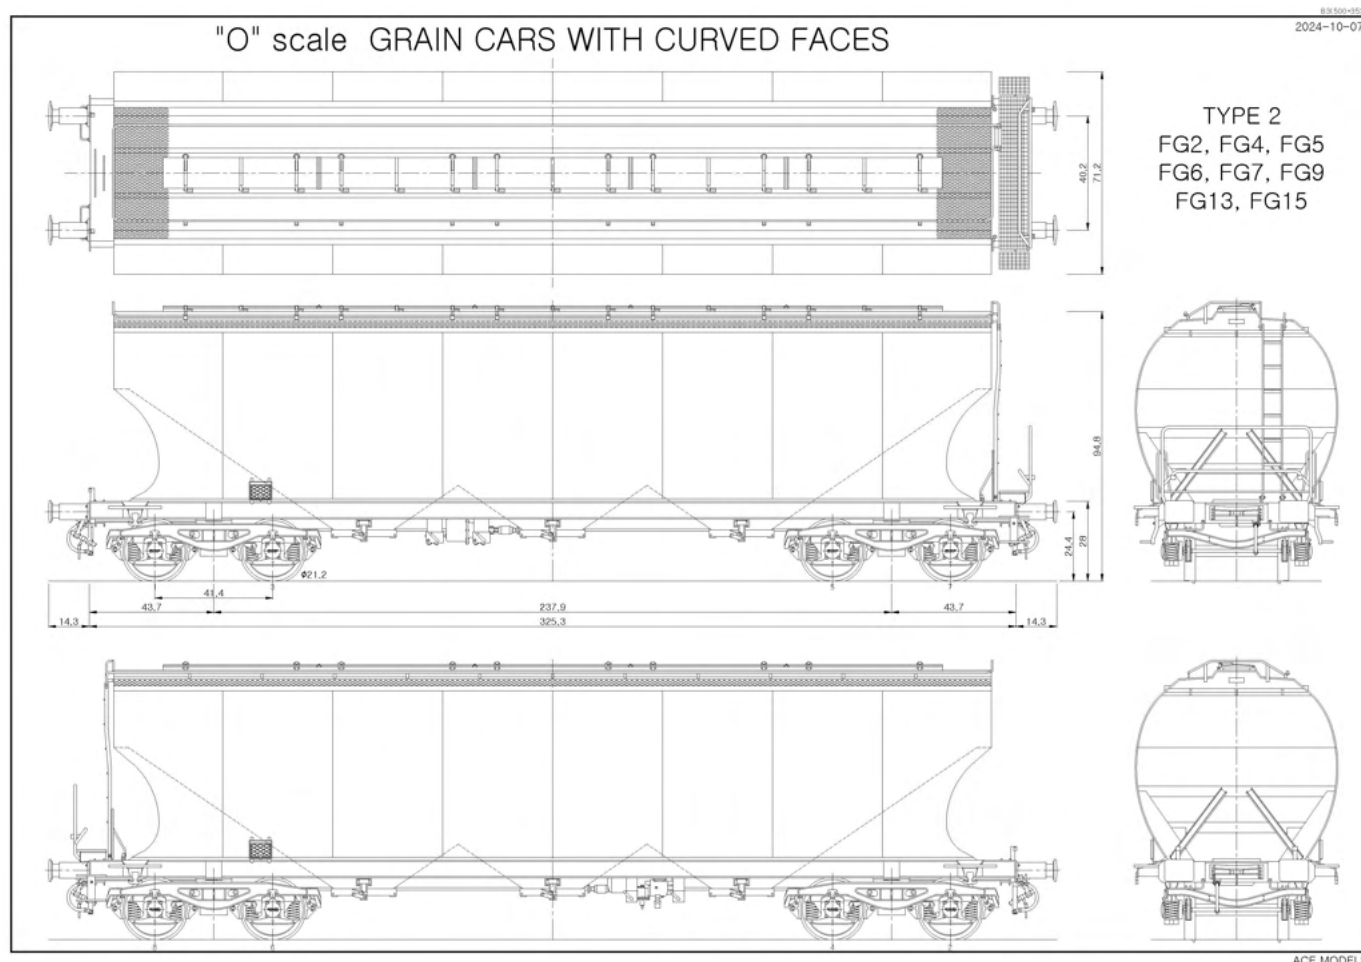 2024-10-07
"O" scale GRAIN CARS WITH CURVED FACES
TYPE 2
FG2, FG4, FG5
FG6, FG7, FG9
FG13, FG15
40,2
71,2
94,8
24,4
28
Φ21,2
41,4
43,7
237,9
43,7
14,3
325,3
14,3
ACE MODELS